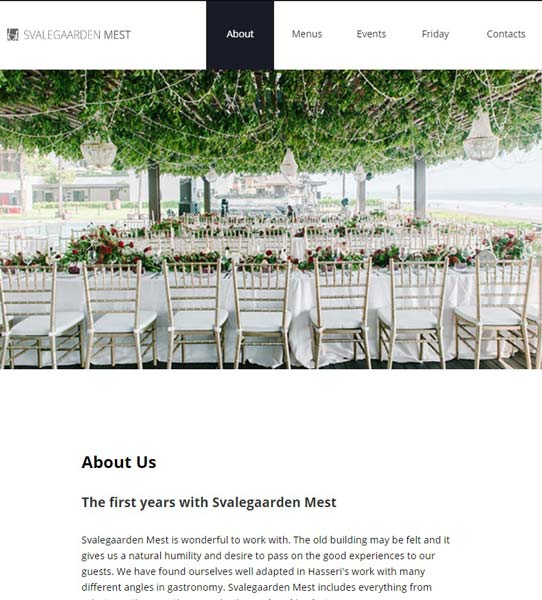 SVALEGAARDEN MEST
About Menus Events Friday Contacts
About Us
The first years with Svalegaarden Mest
Svalegaarden Mest is wonderful to work with. The old building may be felt and it
gives us a natural humility and desire to pass on the good experiences to our
guests. We have found ourselves well adapted in Hasseri's work with many
different angles in gastronomy. Svalegaarden Mest includes everything from